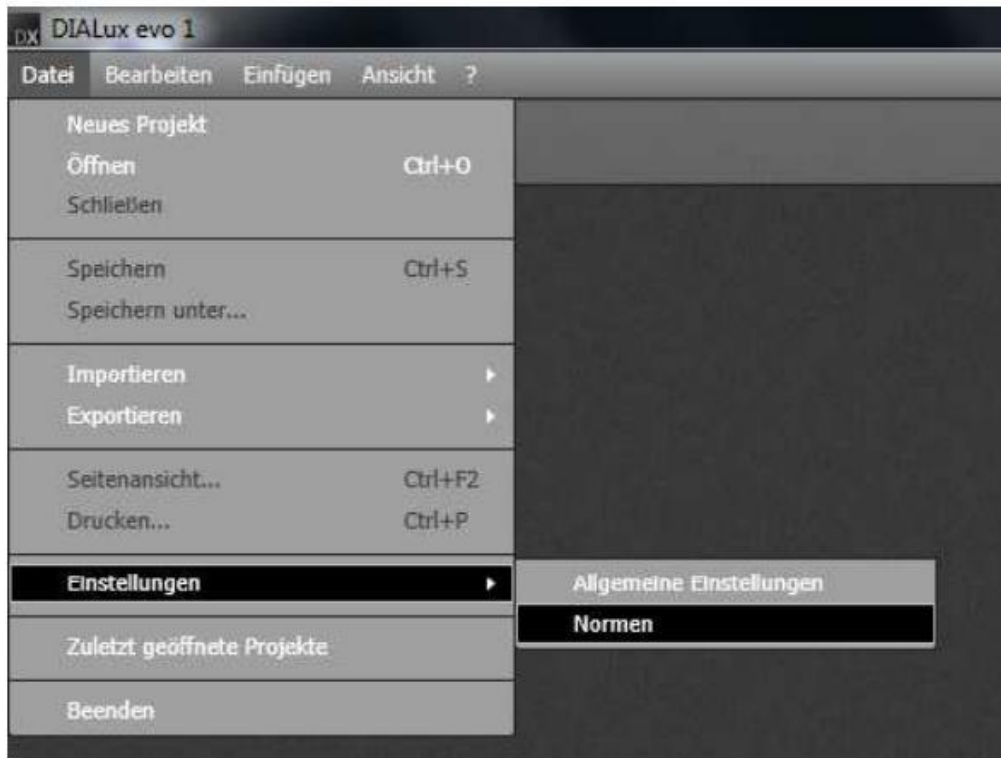 DX DIALux evo 1
Datei Bearbeiten Einfügen Ansicht ?
Neues Projekt
Öffnen Ctrl+O
Schließen
Speichern Ctrl+S
Speichern unter...
Importieren
Exportieren
Seitenansicht... Ctrl+F2
Drucken... Ctrl+P
Einstellungen Allgemeine Einstellungen
Normen
Zuletzt geöffnete Projekte
Beenden